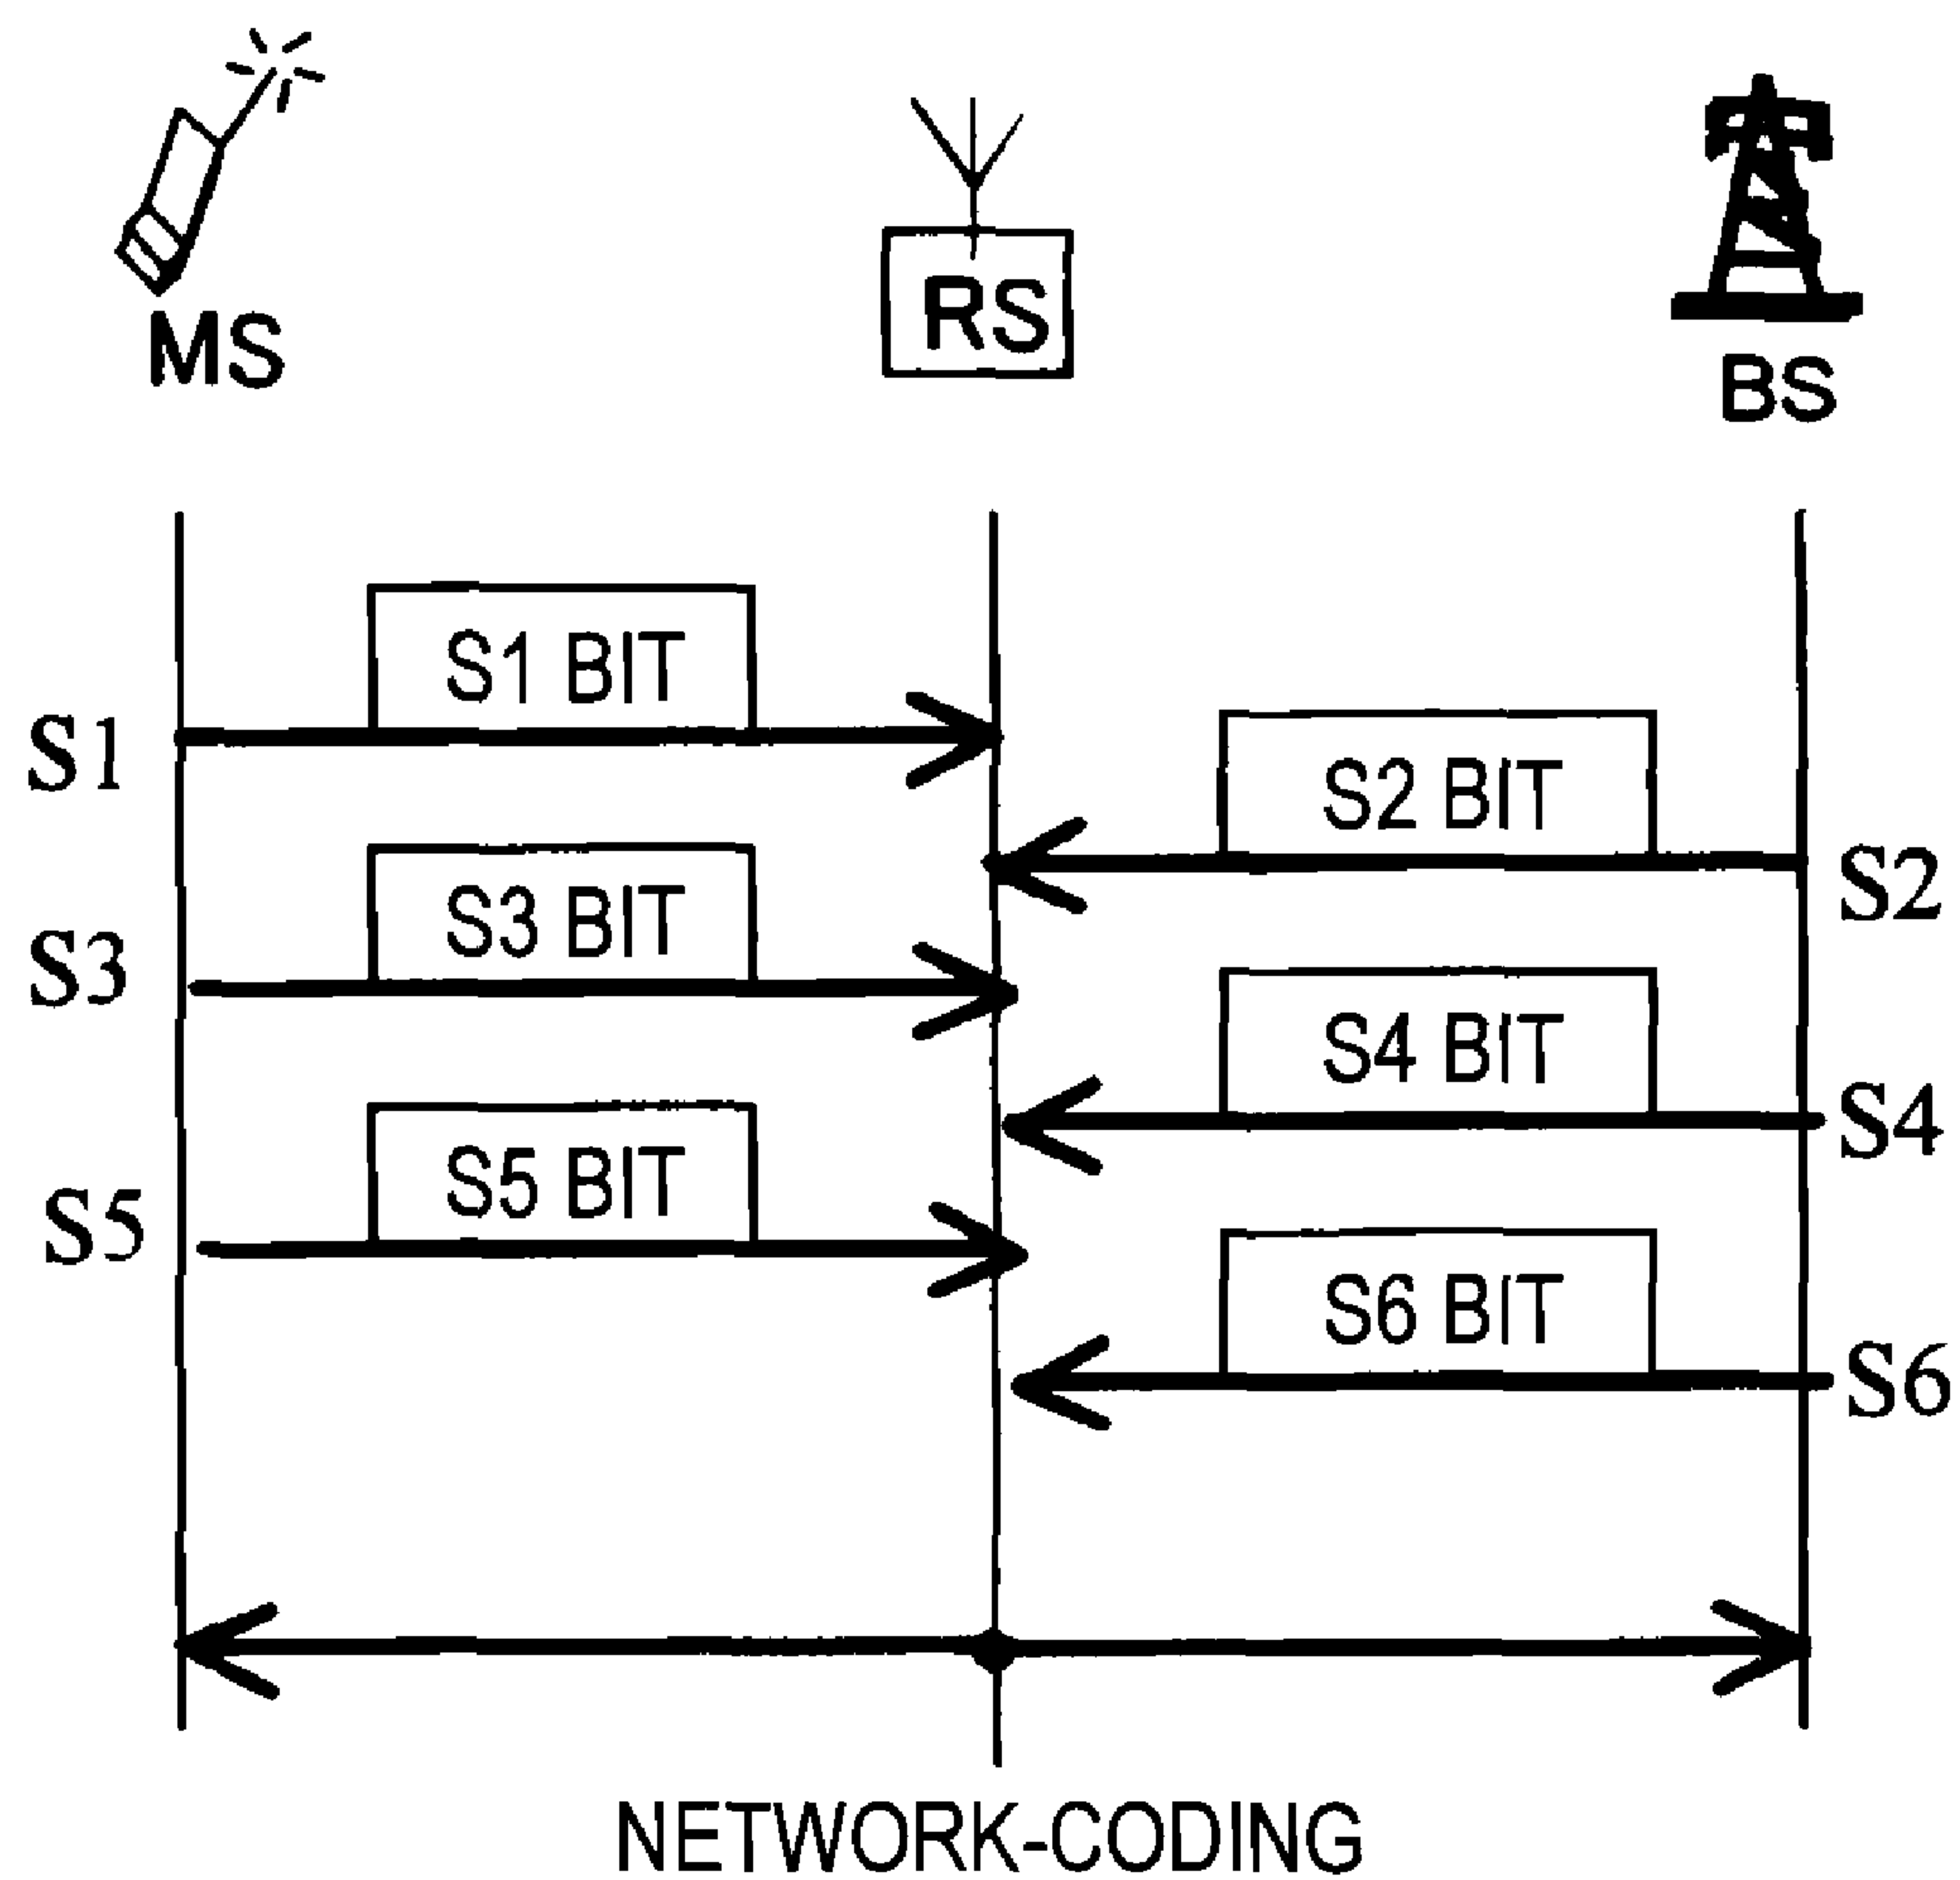 MS
RS
BS
S1 BIT
S1
S2 BIT
S2
S3 BIT
S3
S4 BIT
S4
S5 BIT
S5
S6 BIT
S6
NETWORK-CODING